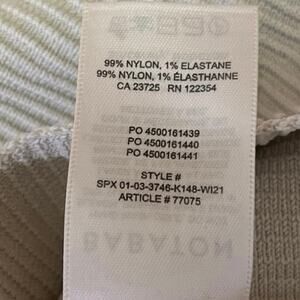 99% NYLON, 1% ELASTANE
99% NYLON, 1% ÉLASTHANNE
CA 23725 RN 122354
PO 4500161439
PO 4500161440
PO 4500161441
STYLE #
SPX 01-03-3746-K148-WI21
ARTICLE # 77075
BABATON